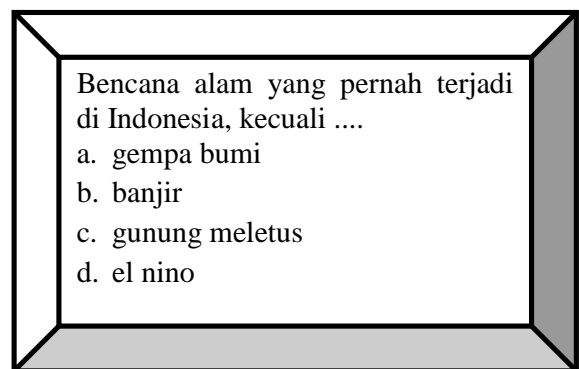 Bencana alam yang pernah terjadi
di Indonesia, kecuali ....
a. gempa bumi
b. banjir
c. gunung meletus
d. el nino